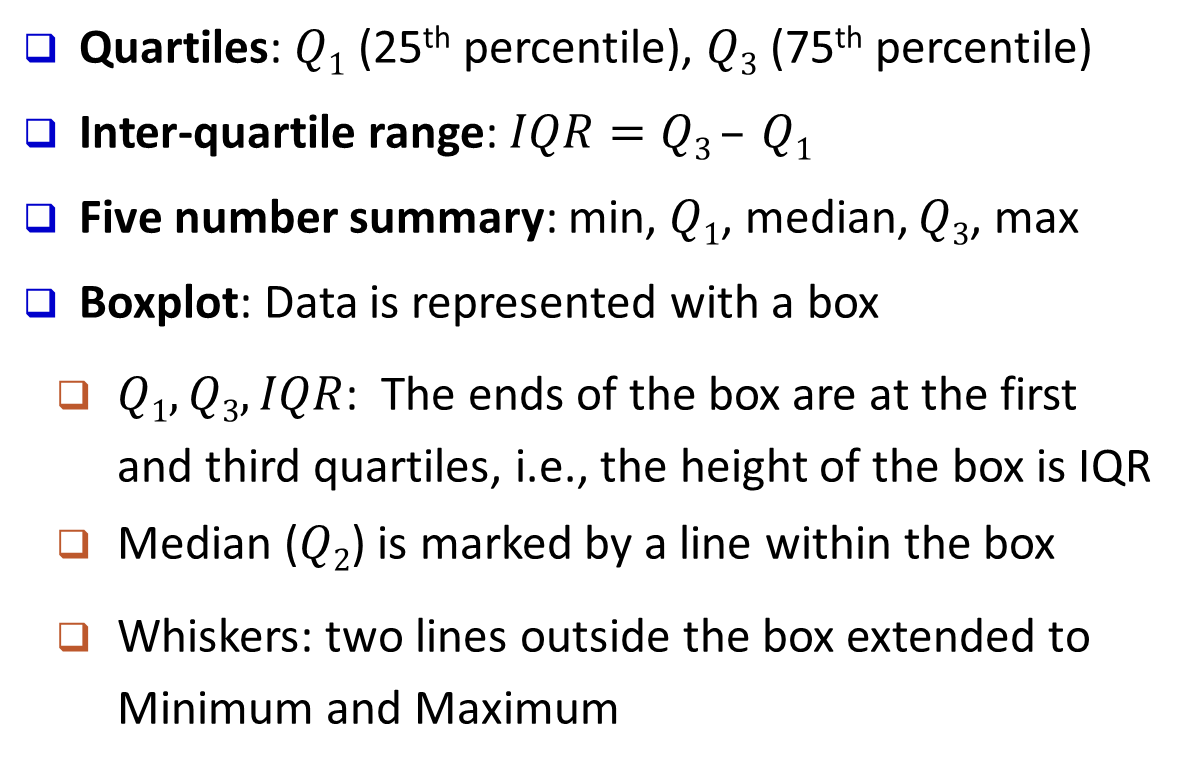 ❑ Quartiles: Q₁ (25th percentile), Q₃ (75th percentile)
❑ Inter-quartile range: IQR = Q₃ – Q₁
❑ Five number summary: min, Q₁, median, Q₃, max
❑ Boxplot: Data is represented with a box
❑ Q₁, Q₃, IQR: The ends of the box are at the first
and third quartiles, i.e., the height of the box is IQR
❑ Median (Q₂) is marked by a line within the box
❑ Whiskers: two lines outside the box extended to
Minimum and Maximum